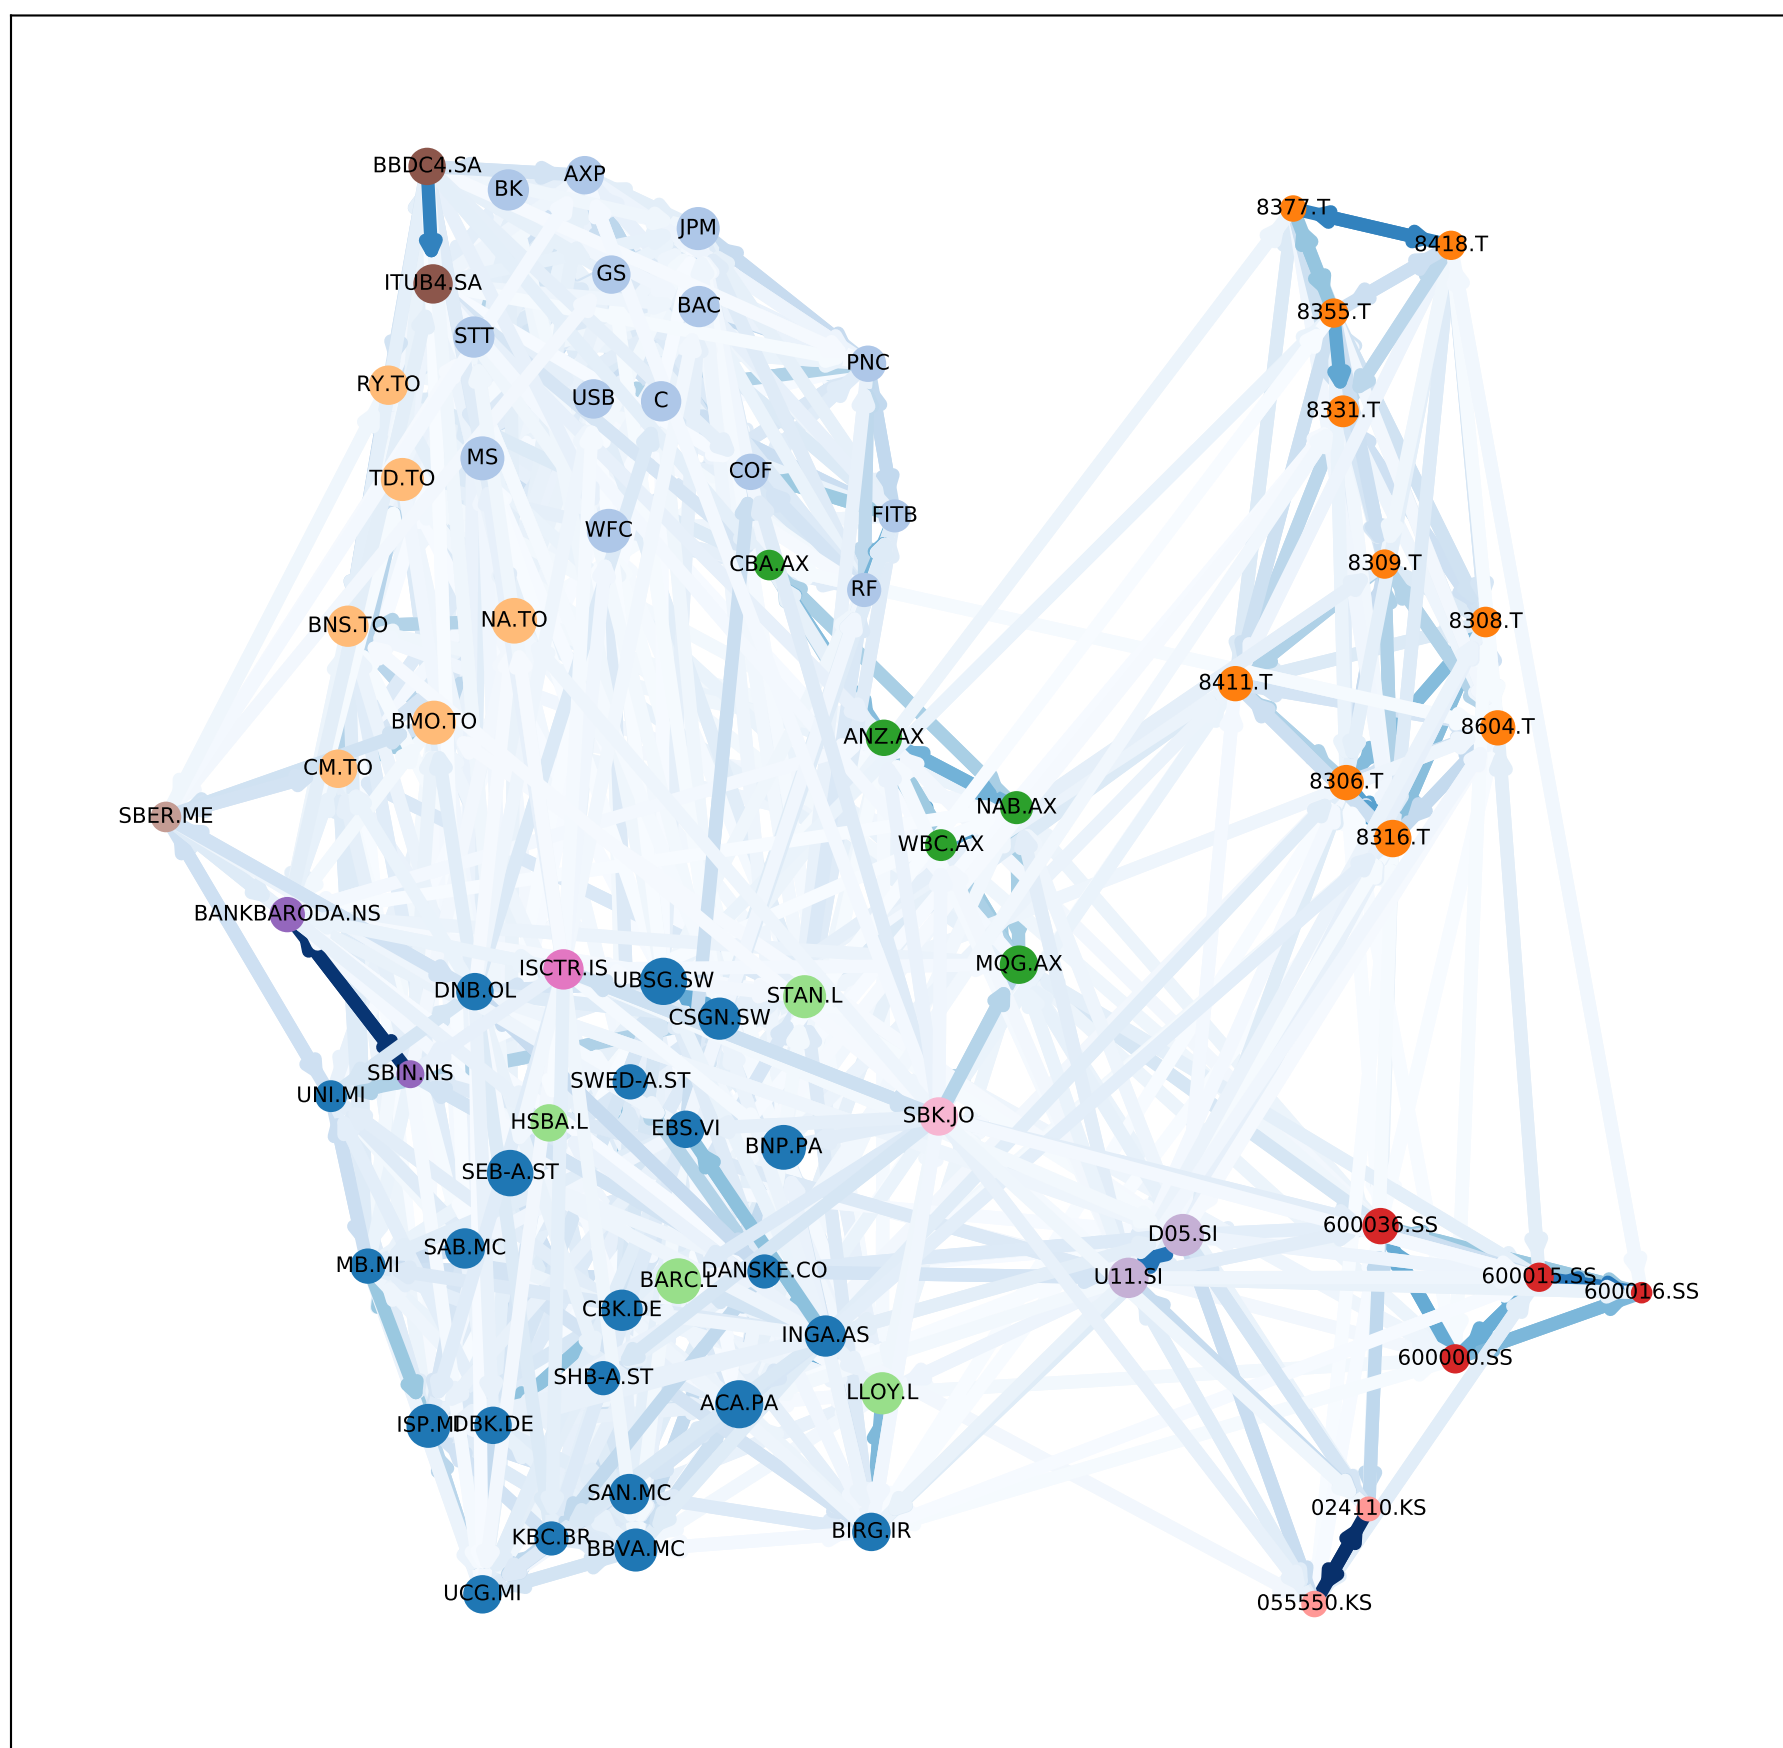 BBDC4.SA
AXP
BK
8377.T
JPM
8418.T
GS
ITUB4.SA
BAC
8355.T
STT
PNC
RY.TO
USB
C
8331.T
MS
COF
TD.TO
FITB
WFC
CBA.AX
8309.T
RF
NA.TO
8308.T
BNS.TO
8411.T
BMO.TO
8604.T
ANZ.AX
CM.TO
8306.T
NAB.AX
SBER.ME
8316.T
WBC.AX
BANKBARODA.NS
MQG.AX
ISCTR.IS
UBSG.SW
DNB.OL
STAN.L
CSGN.SW
SBIN.NS
SWED-A.ST
UNI.MI
SBK.JO
HSBA.L
EBS.VI
BNP.PA
SEB-A.ST
600036.SS
D05.SI
SAB.MC
MB.MI
DANSKE.CO
U11.SI
600015.SS
BARC.L
600016.SS
CBK.DE
INGA.AS
600000.SS
SHB-A.ST
LLOY.L
ACA.PA
ISP.MI
DBK.DE
SAN.MC
024110.KS
BIRG.IR
KBC.BR
BBVA.MC
UCG.MI
055550.KS